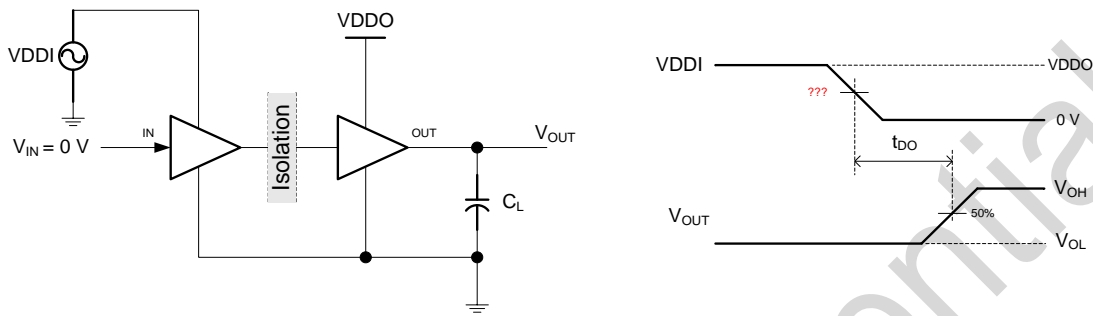 VDDI
VDDO
IN
V_IN = 0 V
Isolation
OUT
V_OUT
C_L
VDDI
VDDO
???
0 V
t_DO
V_OH
V_OUT
50%
V_OL